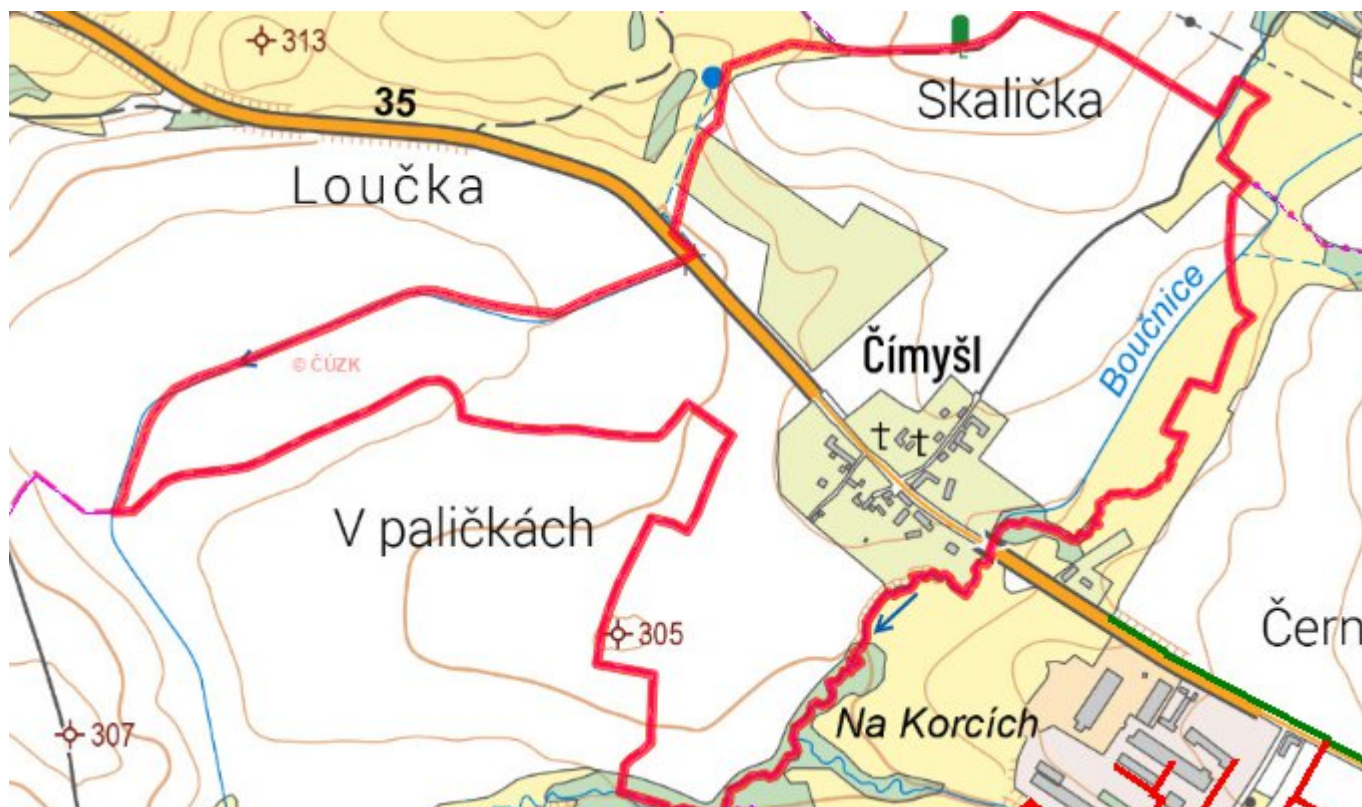 313
35
Skalička
Loučka
Boučnice
Čímyšl
© ČÚZK
V paličkách
305
Čern
Na Korcích
307